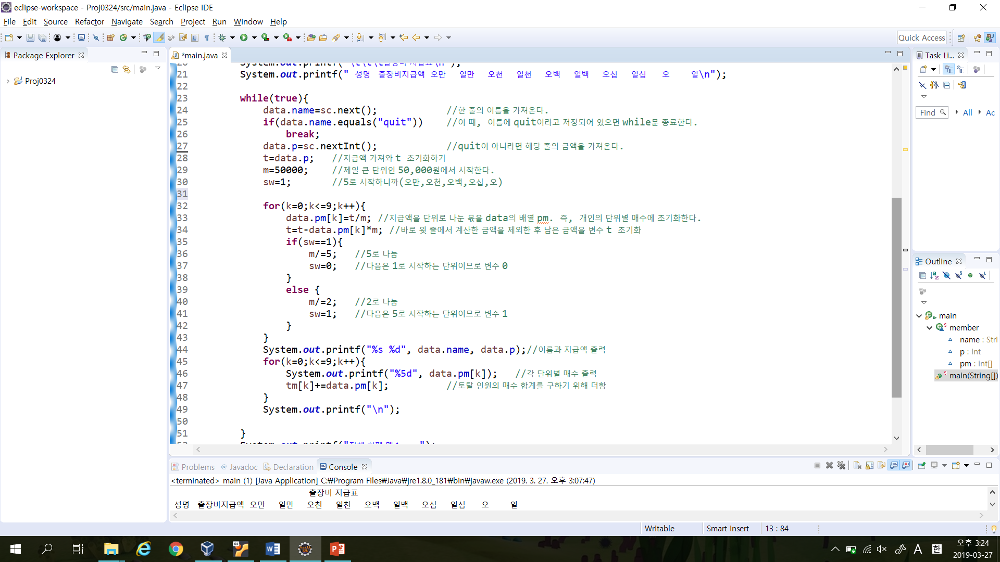 eclipse-workspace - Proj0324/src/main.java - Eclipse IDE
File Edit Source Refactor Navigate Search Project Run Window Help
Quick Access
Package Explorer
Proj0324
*main.java
21 System.out.printf(" 성명 출장비지급액 오만 일만 오천 일천 오백 일백 오십 일십 오 일\n");
22
23 while(true){
24 data.name=sc.next(); //한 줄의 이름을 가져온다.
25 if(data.name.equals("quit")) //이 때, 이름에 quit이라고 저장되어 있으면 while문 종료한다.
26 break;
27 data.p=sc.nextInt(); //quit이 아니라면 해당 줄의 금액을 가져온다.
28 t=data.p; //지급액 가져와 t 초기화하기
29 m=50000; //제일 큰 단위인 50,000원에서 시작한다.
30 sw=1; //5로 시작하니까(오만,오천,오백,오십,오)
31
32 for(k=0;k<=9;k++){
33 data.pm[k]=t/m; //지급액을 단위로 나눈 몫을 data의 배열 pm. 즉, 개인의 단위별 매수에 초기화한다.
34 t=t-data.pm[k]*m; //바로 윗 줄에서 계산한 금액을 제외한 후 남은 금액을 변수 t 초기화
35 if(sw==1){
36 m/=5; //5로 나눔
37 sw=0; //다음은 1로 시작하는 단위이므로 변수 0
38 }
39 else {
40 m/=2; //2로 나눔
41 sw=1; //다음은 5로 시작하는 단위이므로 변수 1
42 }
43 }
44 System.out.printf("%s %d", data.name, data.p);//이름과 지급액 출력
45 for(k=0;k<=9;k++){
46 System.out.printf("%5d", data.pm[k]); //각 단위별 매수 출력
47 tm[k]+=data.pm[k]; //토탈 인원의 매수 합계를 구하기 위해 더함
48 }
49 System.out.printf("\n");
50
51 }
Task Li...
Find All Ac
Outline
main
member
name : Stri
p : int
pm : int[]
main(String[])
Problems Javadoc Declaration Console
<terminated> main (1) [Java Application] C:₩Program Files₩Java₩jre1.8.0_181₩bin₩javaw.exe (2019. 3. 27. 오후 3:07:47)
출장비 지급표
성명 출장비지급액 오만 일만 오천 일천 오백 일백 오십 일십 오 일
Writable Smart Insert 13 : 84
A 한 오후 3:24
2019-03-27